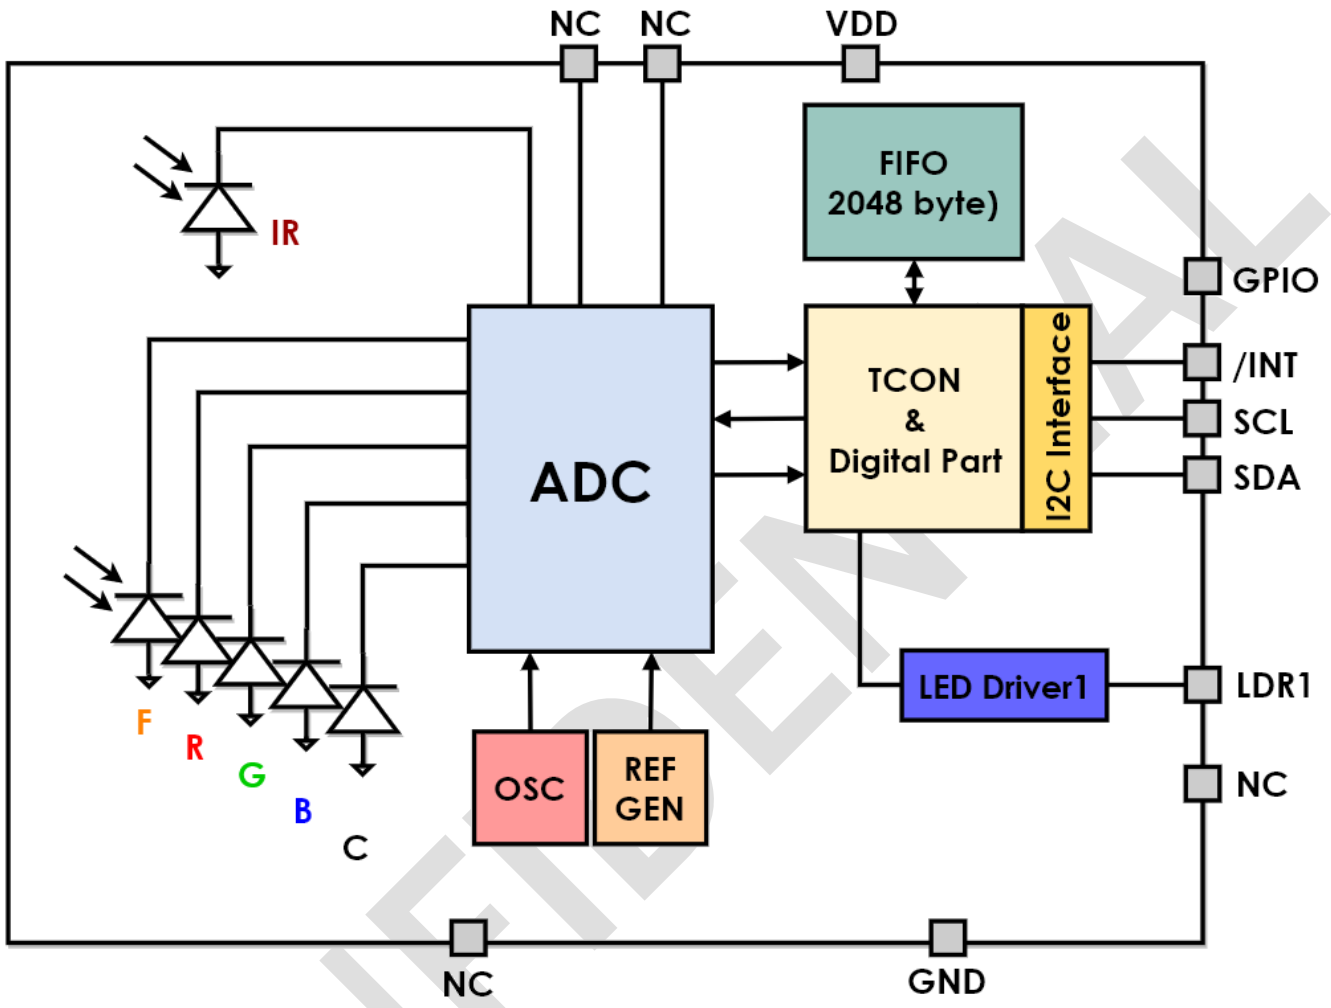 NC
NC
VDD
FIFO
2048 byte)
IR
GPIO
/INT
SCL
SDA
TCON
&
Digital Part
I2C Interface
ADC
LED Driver1
LDR1
F
R
G
B
C
OSC
REF
GEN
NC
NC
GND